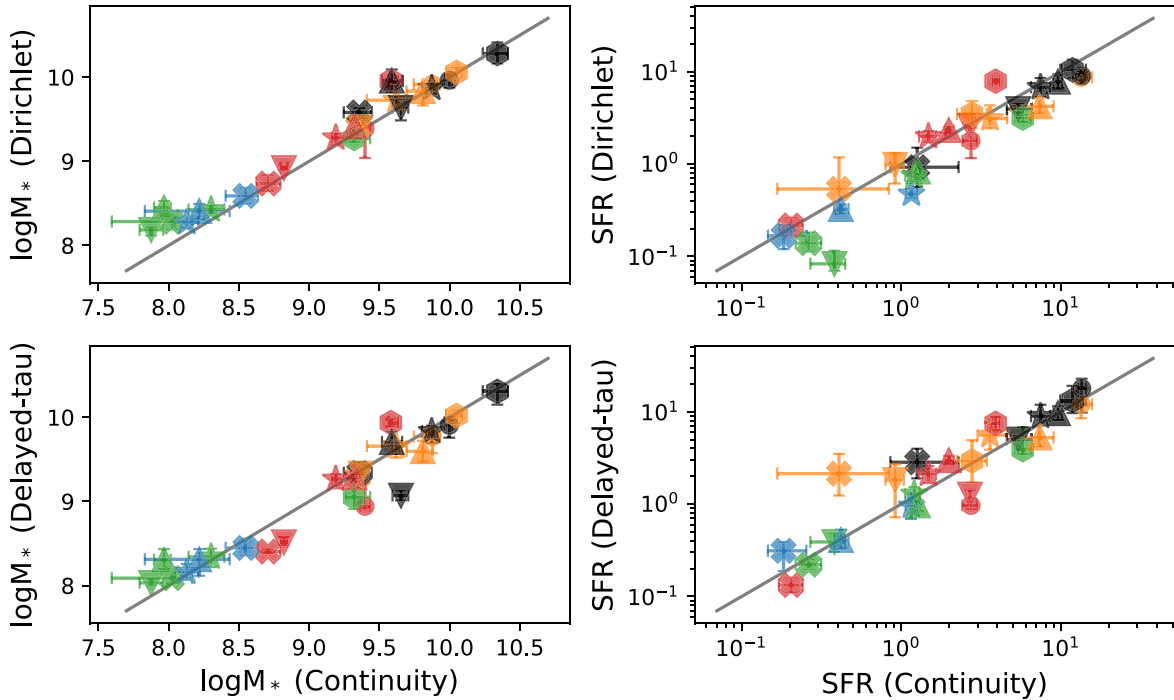 logM* (Dirichlet)
10
9
8
7.5 8.0 8.5 9.0 9.5 10.0 10.5
SFR (Dirichlet)
10¹
10⁰
10⁻¹
10⁻¹ 10⁰ 10¹
logM* (Delayed-tau)
10
9
8
7.5 8.0 8.5 9.0 9.5 10.0 10.5
logM* (Continuity)
SFR (Delayed-tau)
10¹
10⁰
10⁻¹
10⁻¹ 10⁰ 10¹
SFR (Continuity)